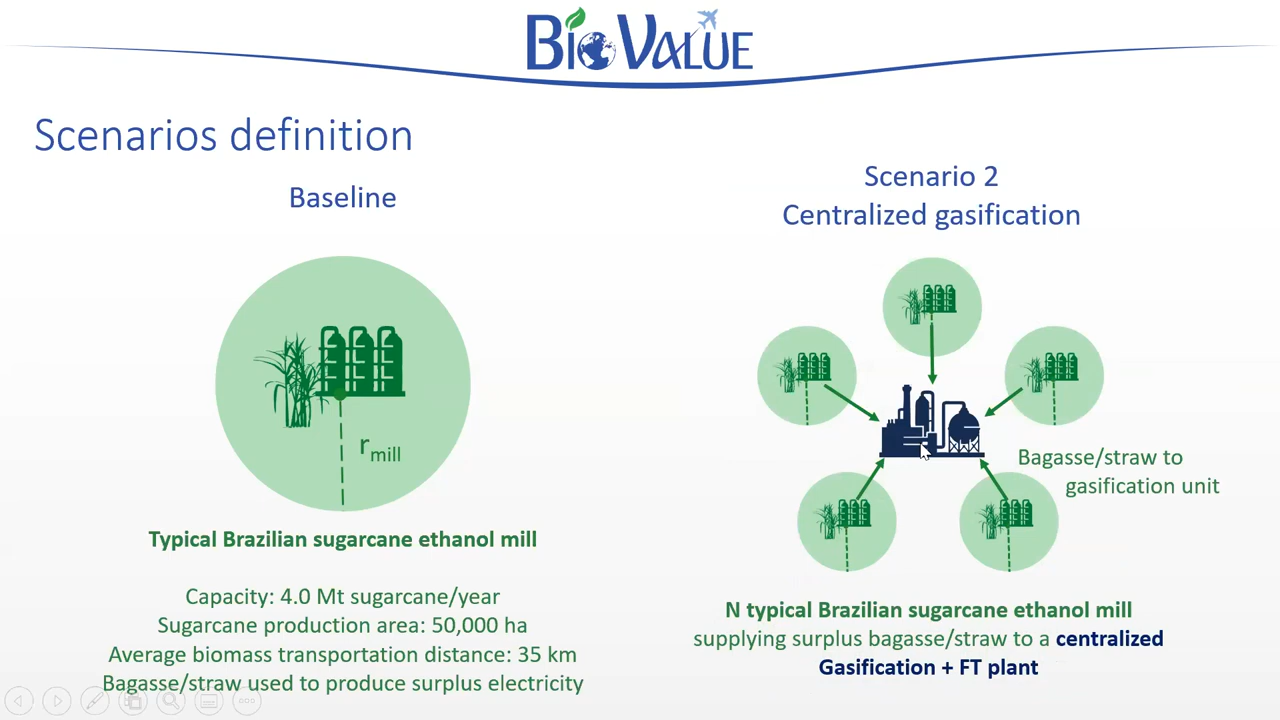 BioValue
Scenarios definition
Baseline
r mill
Typical Brazilian sugarcane ethanol mill
Capacity: 4.0 Mt sugarcane/year
Sugarcane production area: 50,000 ha
Average biomass transportation distance: 35 km
Bagasse/straw used to produce surplus electricity
Scenario 2
Centralized gasification
Bagasse/straw to
gasification unit
N typical Brazilian sugarcane ethanol mill
supplying surplus bagasse/straw to a centralized
Gasification + FT plant